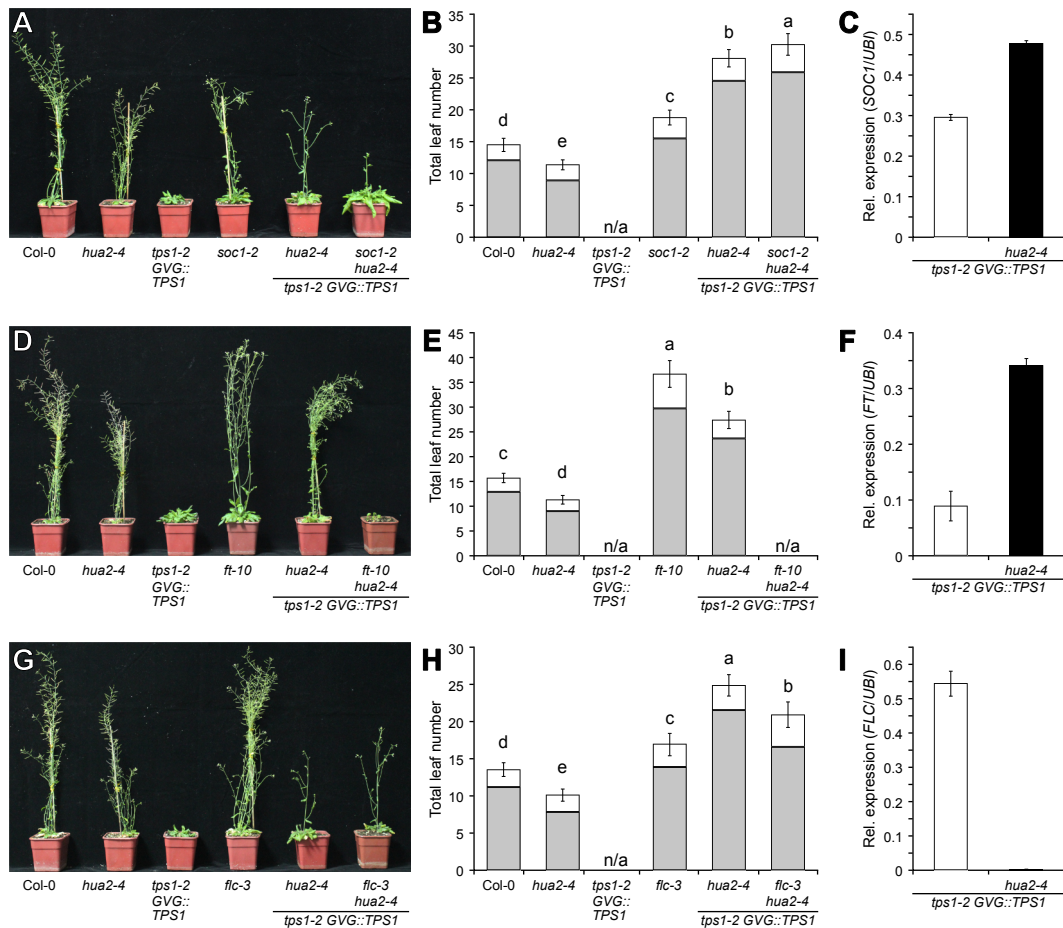 A
Col-0
hua2-4
tps1-2
GVG::
TPS1
soc1-2
hua2-4
soc1-2
hua2-4
tps1-2 GVG::TPS1
B
Total leaf number
35
30
25
20
15
10
5
0
d
e
n/a
c
b
a
Col-0
hua2-4
tps1-2
GVG::
TPS1
soc1-2
hua2-4
soc1-2
hua2-4
tps1-2 GVG::TPS1
C
Rel. expression (SOC1/UBI)
0.5
0.4
0.3
0.2
0.1
0
hua2-4
tps1-2 GVG::TPS1
D
Col-0
hua2-4
tps1-2
GVG::
TPS1
ft-10
hua2-4
ft-10
hua2-4
tps1-2 GVG::TPS1
E
Total leaf number
45
40
35
30
25
20
15
10
5
0
c
d
n/a
a
b
n/a
Col-0
hua2-4
tps1-2
GVG::
TPS1
ft-10
hua2-4
ft-10
hua2-4
tps1-2 GVG::TPS1
F
Rel. expression (FT/UBI)
0.4
0.3
0.2
0.1
0
hua2-4
tps1-2 GVG::TPS1
G
Col-0
hua2-4
tps1-2
GVG::
TPS1
flc-3
hua2-4
flc-3
hua2-4
tps1-2 GVG::TPS1
H
Total leaf number
30
25
20
15
10
5
0
d
e
n/a
c
a
b
Col-0
hua2-4
tps1-2
GVG::
TPS1
flc-3
hua2-4
flc-3
hua2-4
tps1-2 GVG::TPS1
I
Rel. expression (FLC/UBI)
0.6
0.5
0.4
0.3
0.2
0.1
0
hua2-4
tps1-2 GVG::TPS1